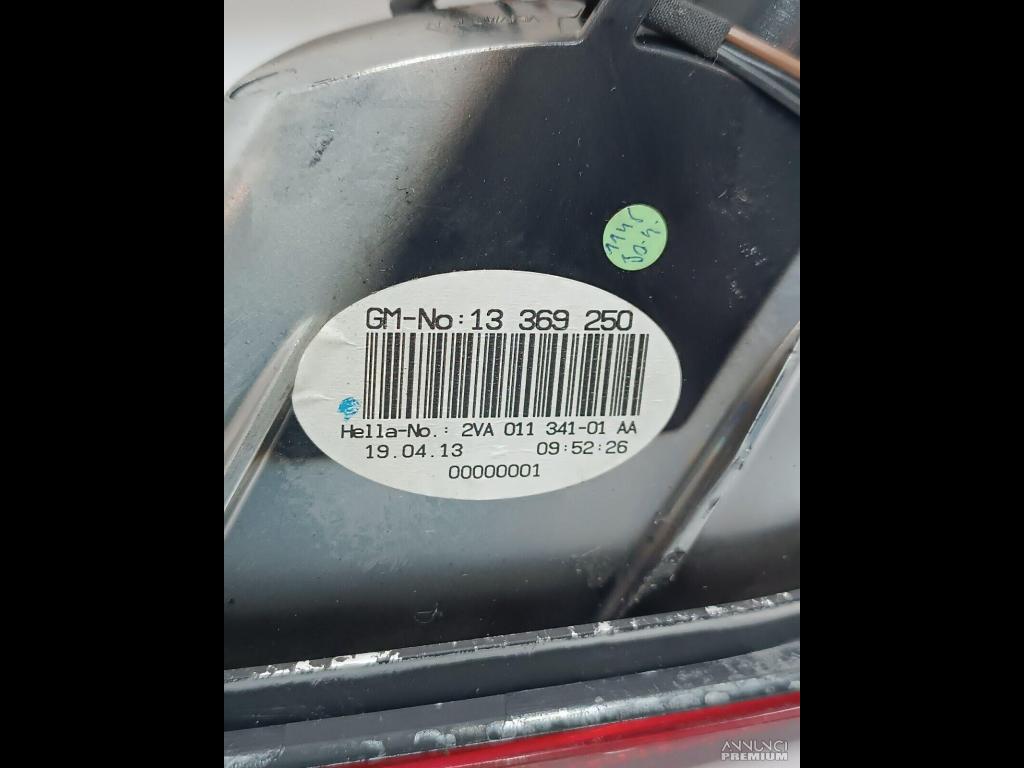 1145
GM-No: 13 369 250
Hella-No.: 2VA 011 341-01 AA
19.04.13 09:52:26
00000001
ANNUNCI
PREMIUM